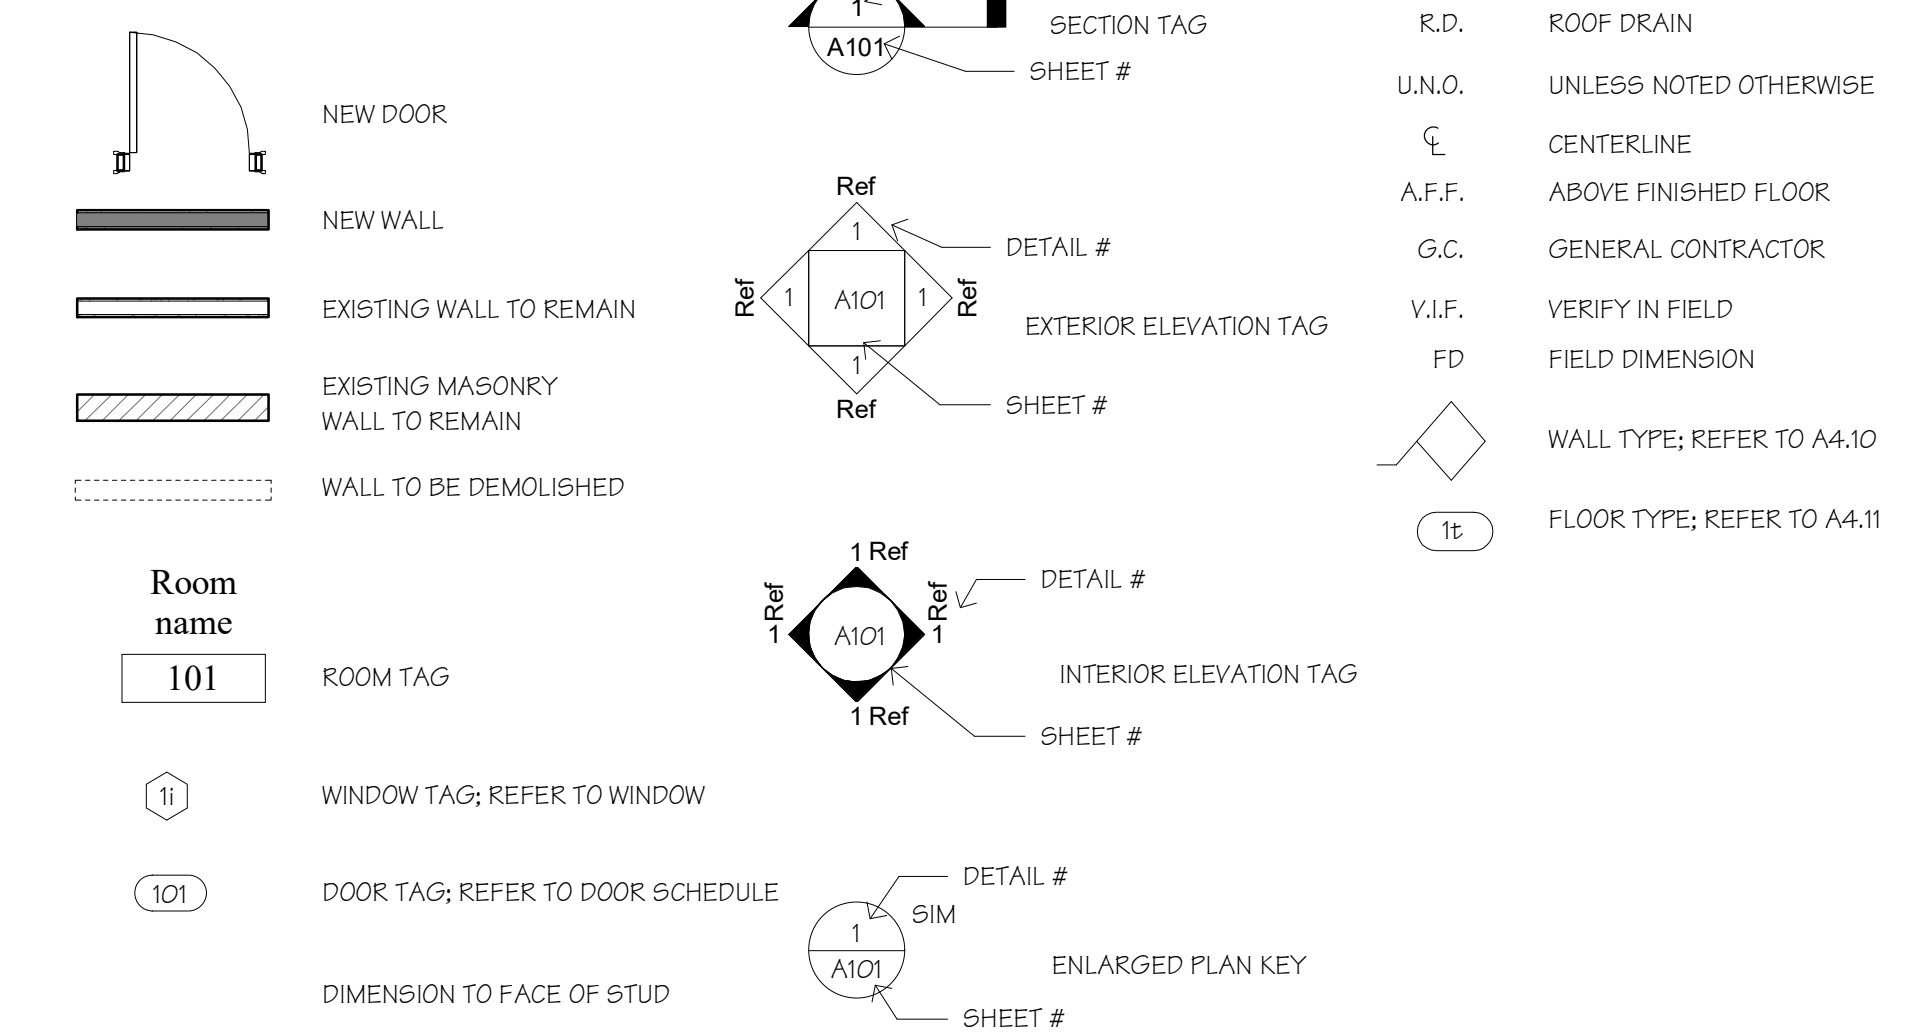 NEW DOOR
NEW WALL
EXISTING WALL TO REMAIN
EXISTING MASONRY
WALL TO REMAIN
WALL TO BE DEMOLISHED
Room
name
101
ROOM TAG
1i
WINDOW TAG; REFER TO WINDOW
101
DOOR TAG; REFER TO DOOR SCHEDULE
DIMENSION TO FACE OF STUD
1
SECTION TAG
A101
SHEET #
Ref
1
DETAIL #
Ref
1
A101
1
Ref
EXTERIOR ELEVATION TAG
1
SHEET #
Ref
1 Ref
DETAIL #
Ref
1
A101
Ref
1
INTERIOR ELEVATION TAG
1 Ref
SHEET #
DETAIL #
SIM
1
A101
ENLARGED PLAN KEY
SHEET #
R.D. ROOF DRAIN
U.N.O. UNLESS NOTED OTHERWISE
℄ CENTERLINE
A.F.F. ABOVE FINISHED FLOOR
G.C. GENERAL CONTRACTOR
V.I.F. VERIFY IN FIELD
FD FIELD DIMENSION
WALL TYPE; REFER TO A4.10
1t FLOOR TYPE; REFER TO A4.11